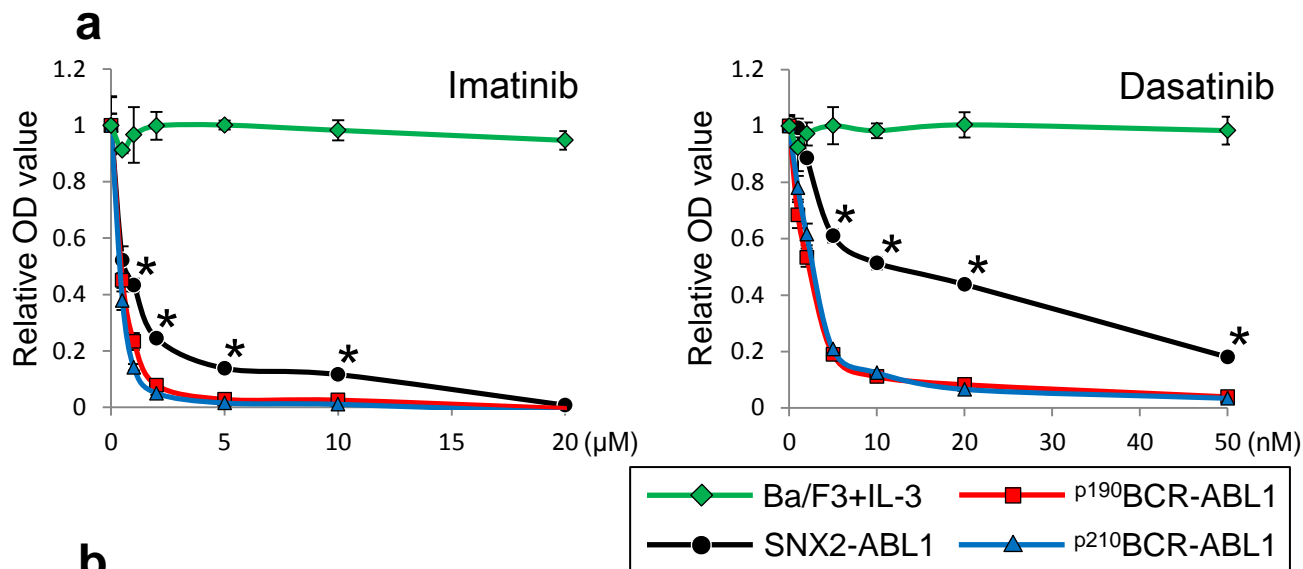 a
Imatinib
Relative OD value
1.2
1
0.8
0.6
0.4
0.2
0
* * * *
0 5 10 15 20 (μM)
Dasatinib
Relative OD value
1.2
1
0.8
0.6
0.4
0.2
0
* * * *
0 10 20 30 40 50 (nM)
Ba/F3+IL-3 p190BCR-ABL1
SNX2-ABL1 p210BCR-ABL1
b